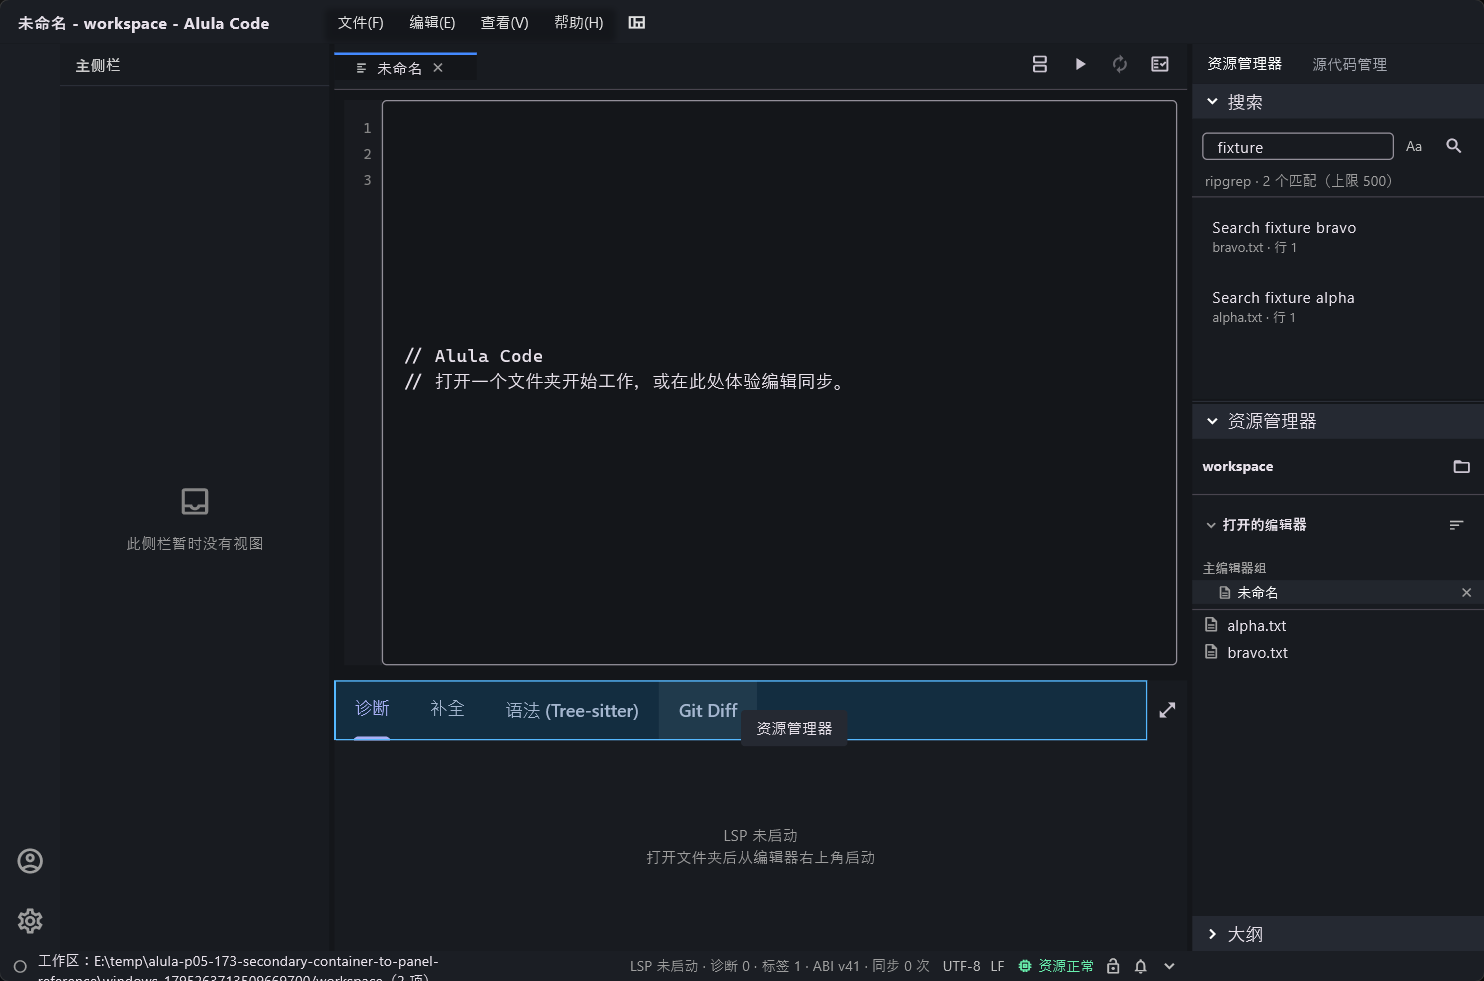 未命名 - workspace - Alula Code
文件(F) 编辑(E) 查看(V) 帮助(H)
主侧栏
未命名
资源管理器 源代码管理
搜索
fixture Aa
ripgrep · 2 个匹配（上限 500）
Search fixture bravo
bravo.txt · 行 1
Search fixture alpha
alpha.txt · 行 1
1
2
3
// Alula Code
// 打开一个文件夹开始工作，或在此处体验编辑同步。
此侧栏暂时没有视图
资源管理器
workspace
打开的编辑器
主编辑器组
未命名
alpha.txt
bravo.txt
诊断 补全 语法 (Tree-sitter) Git Diff
资源管理器
LSP 未启动
打开文件夹后从编辑器右上角启动
大纲
工作区：E:\temp\alula-p05-173-secondary-container-to-panel-
reference\windows-1795263713509669700/workspace（2 项）
LSP 未启动 · 诊断 0 · 标签 1 · ABI v41 · 同步 0 次 UTF-8 LF 资源正常